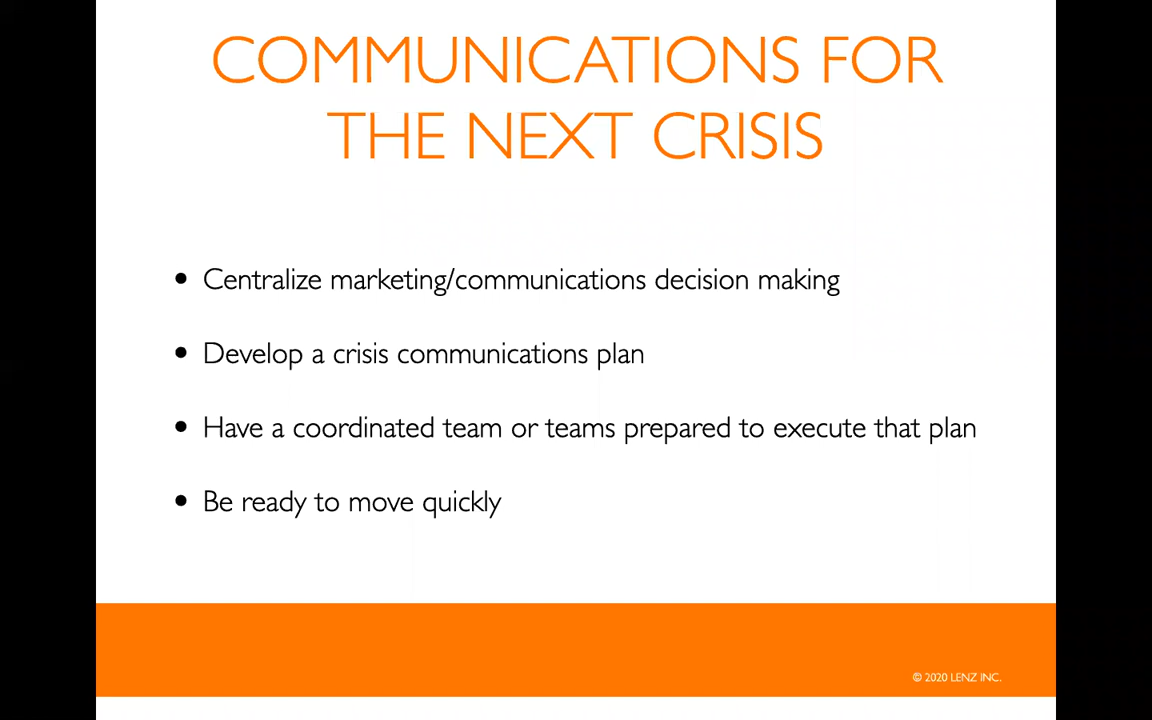 COMMUNICATIONS FOR
THE NEXT CRISIS
• Centralize marketing/communications decision making
• Develop a crisis communications plan
• Have a coordinated team or teams prepared to execute that plan
• Be ready to move quickly
© 2020 LENZ INC.